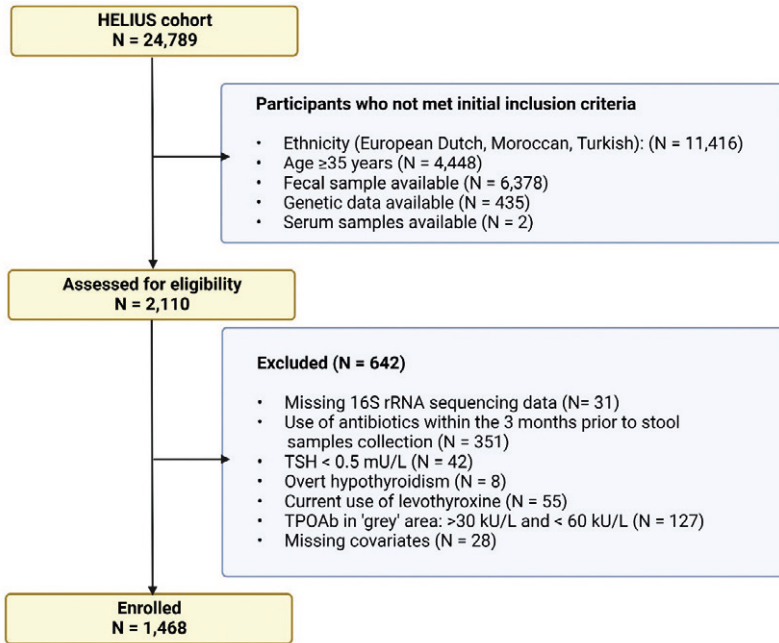 HELIUS cohort
N = 24,789
Participants who not met initial inclusion criteria
• Ethnicity (European Dutch, Moroccan, Turkish): (N = 11,416)
• Age ≥35 years (N = 4,448)
• Fecal sample available (N = 6,378)
• Genetic data available (N = 435)
• Serum samples available (N = 2)
Assessed for eligibility
N = 2,110
Excluded (N = 642)
• Missing 16S rRNA sequencing data (N= 31)
• Use of antibiotics within the 3 months prior to stool
samples collection (N = 351)
• TSH < 0.5 mU/L (N = 42)
• Overt hypothyroidism (N = 8)
• Current use of levothyroxine (N = 55)
• TPOAb in 'grey' area: >30 kU/L and < 60 kU/L (N = 127)
• Missing covariates (N = 28)
Enrolled
N = 1,468